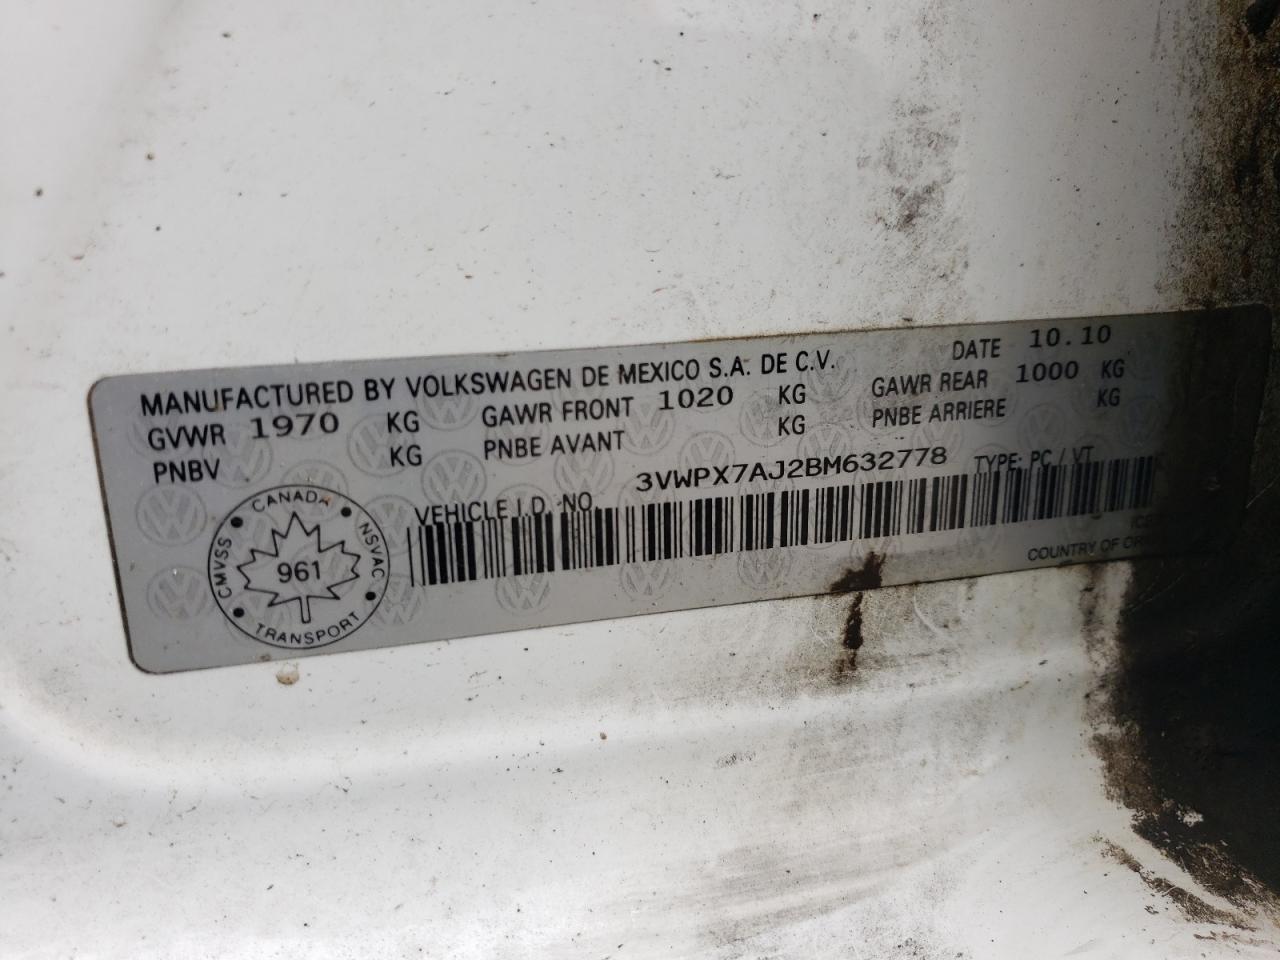 MANUFACTURED BY VOLKSWAGEN DE MEXICO S.A. DE C.V. DATE 10.10
GVWR 1970 KG GAWR FRONT 1020 KG GAWR REAR 1000 KG
PNBV KG PNBE AVANT KG PNBE ARRIERE KG
VEHICLE I.D. NO. 3VWPX7AJ2BM632778 TYPE: PC / VT
CANADA
CMVSS 961 NSVAC
TRANSPORT
COUNTRY OF